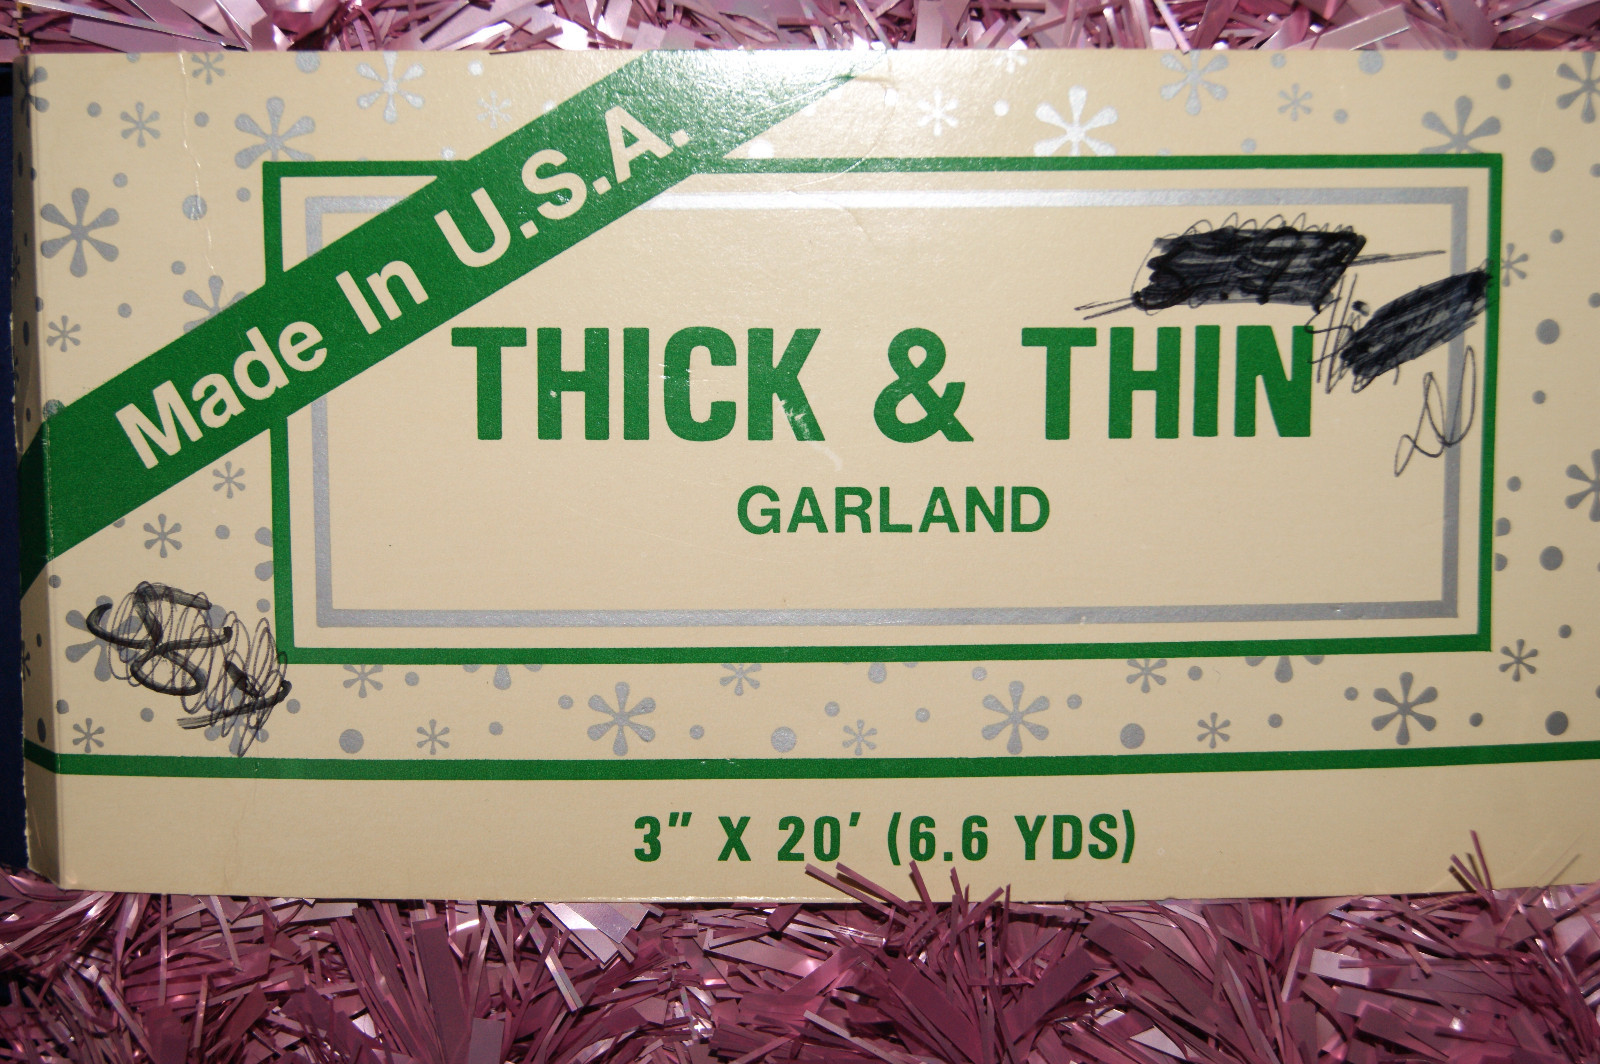 Made In U.S.A.
THICK & THIN
GARLAND
3" X 20' (6.6 YDS)